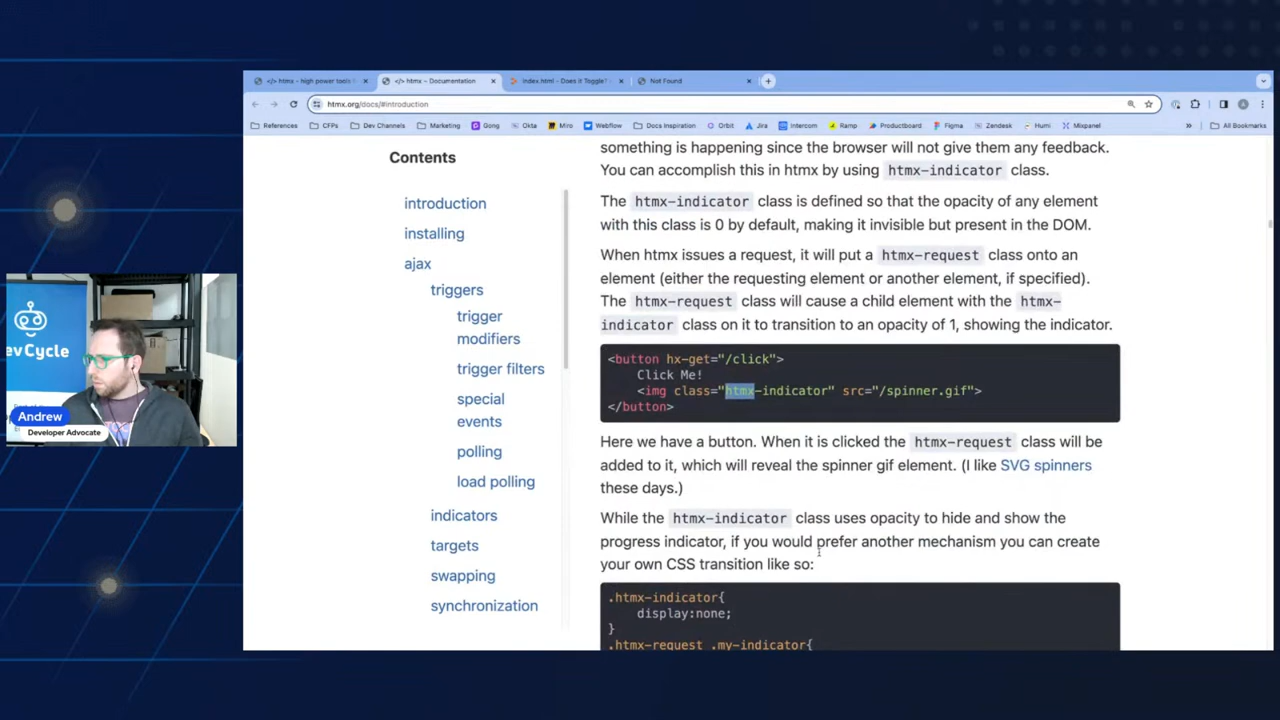 </> htmx - high power tools
</> htmx ~ Documentation
index.html - Does it Toggle?
Not Found
htmx.org/docs/#introduction
References
CFPs
Dev Channels
Marketing
Gong
Okta
Miro
Webflow
Docs Inspiration
Orbit
Jira
Intercom
Ramp
Productboard
Figma
Zendesk
Humi
Mixpanel
»
All Bookmarks
Contents
introduction
installing
ajax
triggers
trigger
modifiers
trigger filters
special
events
polling
load polling
indicators
targets
swapping
synchronization
something is happening since the browser will not give them any feedback.
You can accomplish this in htmx by using htmx-indicator class.
The htmx-indicator class is defined so that the opacity of any element
with this class is 0 by default, making it invisible but present in the DOM.
When htmx issues a request, it will put a htmx-request class onto an
element (either the requesting element or another element, if specified).
The htmx-request class will cause a child element with the htmx-
indicator class on it to transition to an opacity of 1, showing the indicator.
<button hx-get="/click">
Click Me!
<img class="htmx-indicator" src="/spinner.gif">
</button>
Here we have a button. When it is clicked the htmx-request class will be
added to it, which will reveal the spinner gif element. (I like SVG spinners
these days.)
While the htmx-indicator class uses opacity to hide and show the
progress indicator, if you would prefer another mechanism you can create
your own CSS transition like so:
.htmx-indicator{
display:none;
}
.htmx-request .my-indicator{
evCycle
Andrew
Developer Advocate